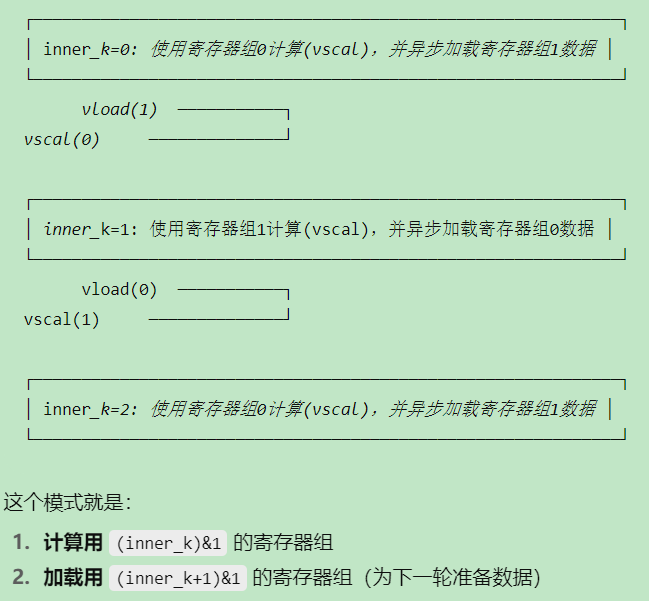 inner_k=0: 使用寄存器组0计算(vscal)，并异步加载寄存器组1数据
vload(1)
vscal(0)
inner_k=1: 使用寄存器组1计算(vscal)，并异步加载寄存器组0数据
vload(0)
vscal(1)
inner_k=2: 使用寄存器组0计算(vscal)，并异步加载寄存器组1数据
这个模式就是：
1. 计算用 (inner_k)&1 的寄存器组
2. 加载用 (inner_k+1)&1 的寄存器组（为下一轮准备数据）